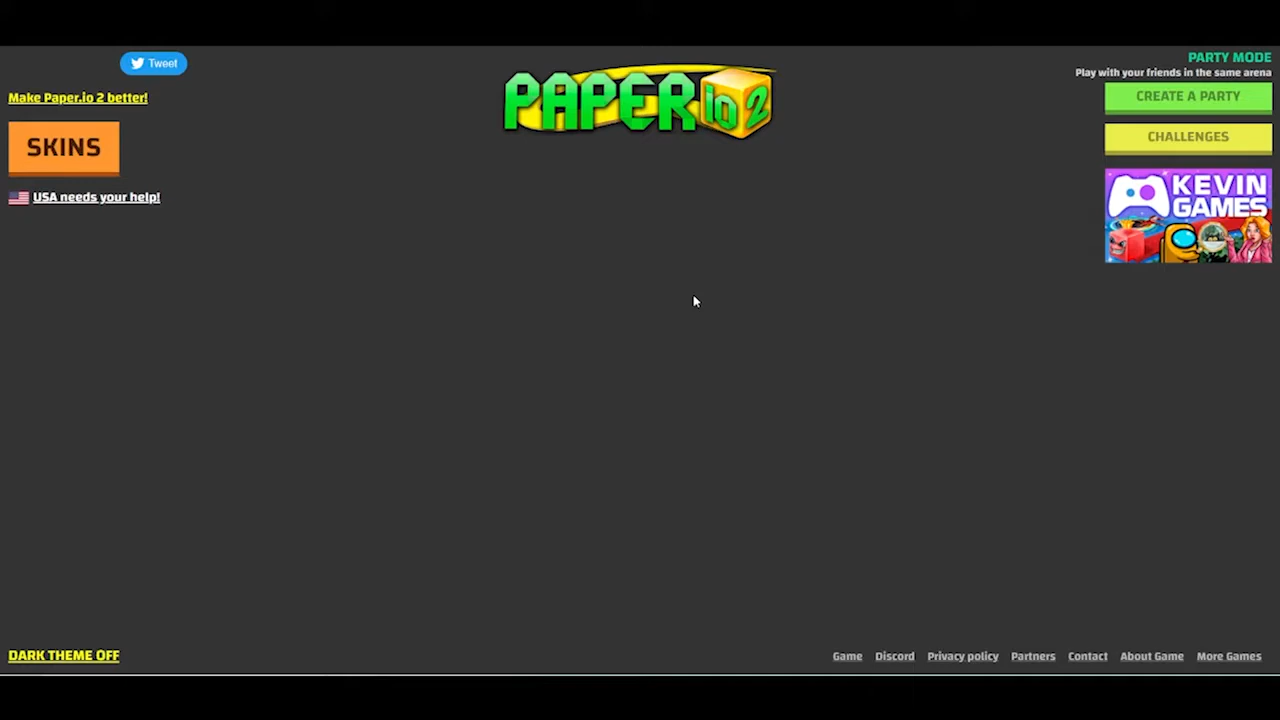 Tweet
Make Paper.io 2 better!
SKINS
USA needs your help!
PAPER.io 2
PARTY MODE
Play with your friends in the same arena
CREATE A PARTY
CHALLENGES
KEVIN
GAMES
DARK THEME OFF
Game Discord Privacy policy Partners Contact About Game More Games